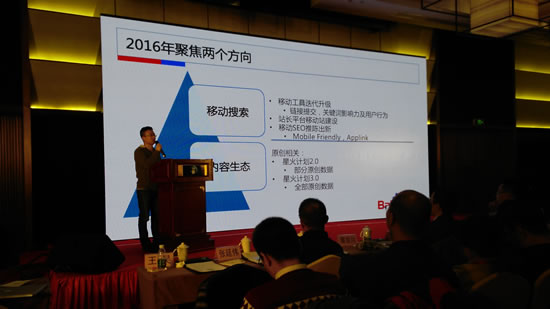 2016年聚焦两个方向
移动搜索
移动工具迭代升级
链接提交、关键词影响力及用户行为
站长平台移动站建设
移动SEO推陈出新
Mobile Friendly，Applink
内容生态
原创相关：
星火计划2.0
部分原创数据
星火计划3.0
全部原创数据
Ba